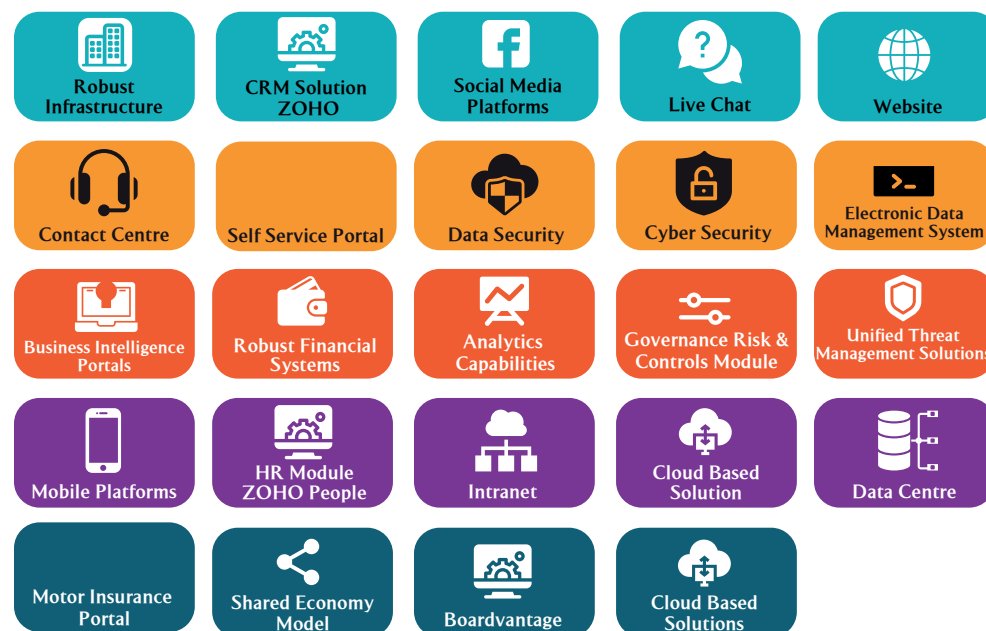 Robust
Infrastructure
CRM Solution
ZOHO
Social Media
Platforms
?
Live Chat
Website
Contact Centre
Self Service Portal
Data Security
Cyber Security
>_
Electronic Data
Management System
Business Intelligence
Portals
Robust Financial
Systems
Analytics
Capabilities
Governance Risk &
Controls Module
Unified Threat
Management Solutions
Mobile Platforms
HR Module
ZOHO People
Intranet
Cloud Based
Solution
Data Centre
Motor Insurance
Portal
Shared Economy
Model
Boardvantage
Cloud Based
Solutions